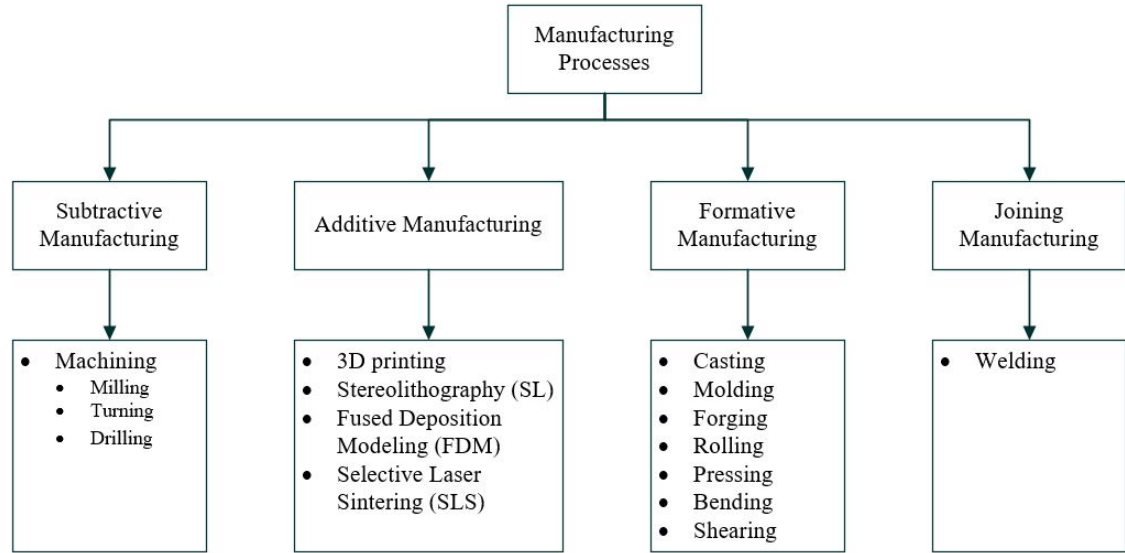 Manufacturing
Processes
Subtractive
Manufacturing
Additive Manufacturing
Formative
Manufacturing
Joining
Manufacturing
• Machining
• Milling
• Turning
• Drilling
• 3D printing
• Stereolithography (SL)
• Fused Deposition
Modeling (FDM)
• Selective Laser
Sintering (SLS)
• Casting
• Molding
• Forging
• Rolling
• Pressing
• Bending
• Shearing
• Welding